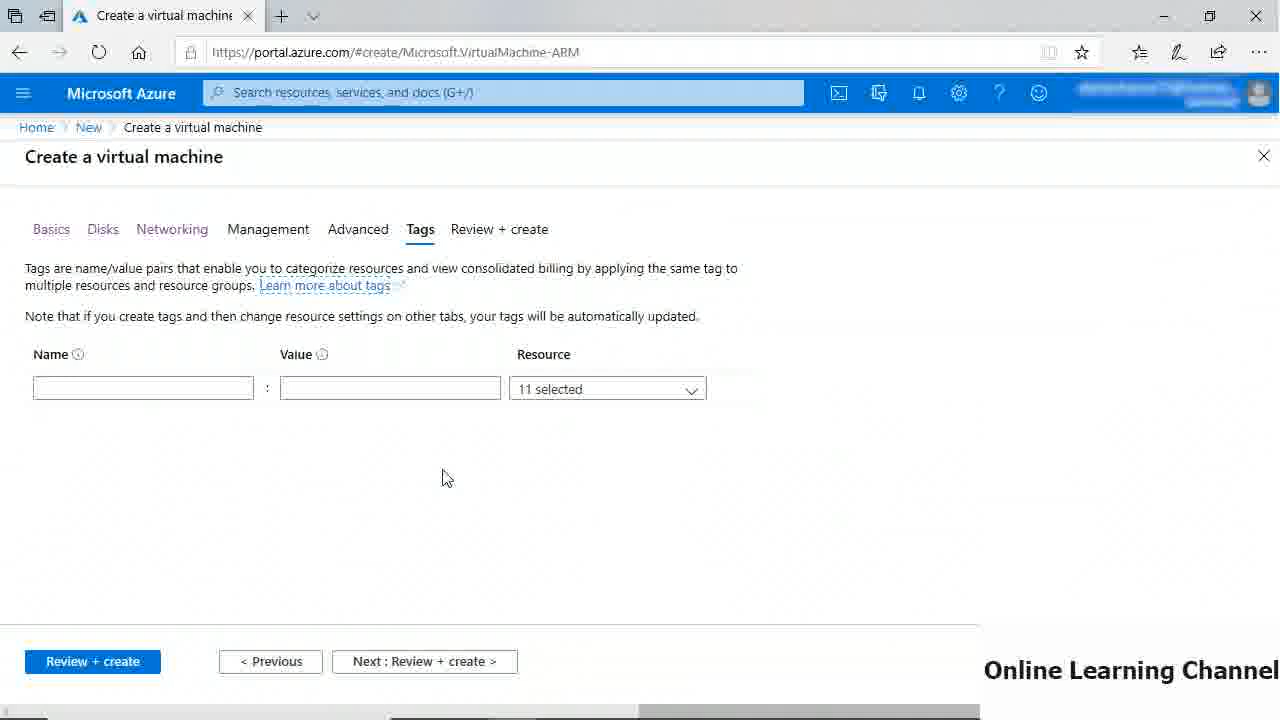 Create a virtual machine
https://portal.azure.com/#create/Microsoft.VirtualMachine-ARM
Microsoft Azure
Search resources, services, and docs (G+/)
Home
New
Create a virtual machine
Create a virtual machine
Basics Disks Networking Management Advanced Tags Review + create
Tags are name/value pairs that enable you to categorize resources and view consolidated billing by applying the same tag to
multiple resources and resource groups. Learn more about tags
Note that if you create tags and then change resource settings on other tabs, your tags will be automatically updated.
Name Value Resource
: 11 selected
Review + create < Previous Next : Review + create >
Online Learning Channel